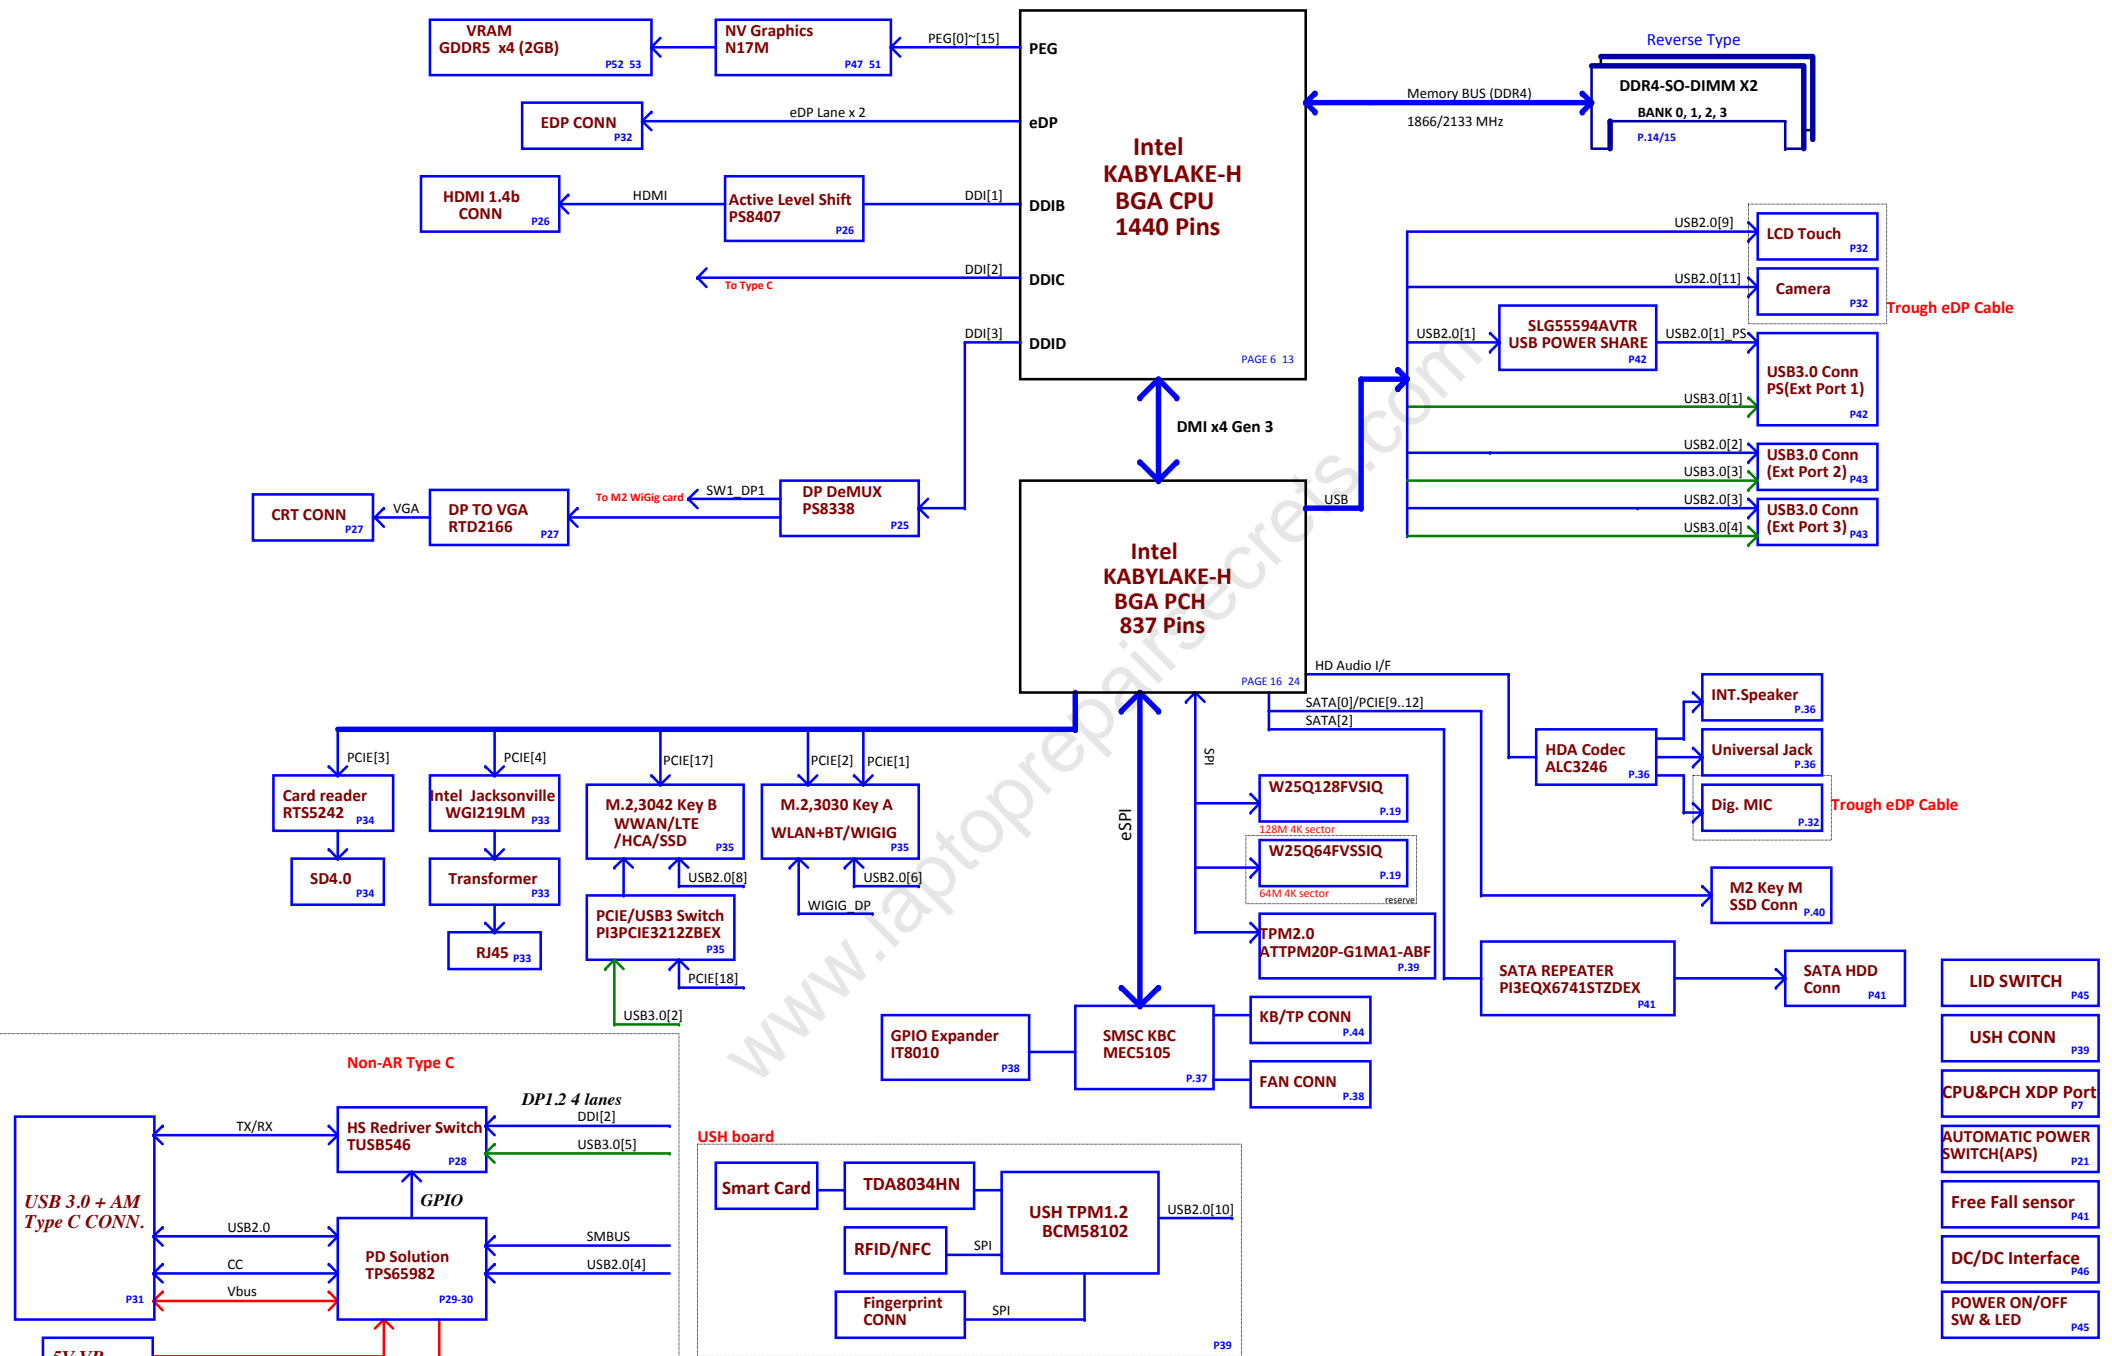 VRAM
GDDR5 x4 (2GB)
P52 53
NV Graphics
N17M
P47 51
PEG[0]~[15]
PEG
EDP CONN
P32
eDP Lane x 2
eDP
HDMI 1.4b
CONN
P26
HDMI
Active Level Shift
PS8407
P26
DDI[1]
DDIB
DDI[2]
To Type C
DDIC
DDI[3]
DDID
Intel
KABYLAKE-H
BGA CPU
1440 Pins
PAGE 6 13
Memory BUS (DDR4)
1866/2133 MHz
Reverse Type
DDR4-SO-DIMM X2
BANK 0, 1, 2, 3
P.14/15
USB2.0[9]
LCD Touch
P32
USB2.0[11]
Camera
P32
Trough eDP Cable
USB2.0[1]
SLG55594AVTR
USB POWER SHARE
P42
USB2.0[1]_PS
USB3.0 Conn
PS(Ext Port 1)
P42
USB3.0[1]
USB2.0[2]
USB3.0[3]
USB3.0 Conn
(Ext Port 2)
P43
USB2.0[3]
USB3.0[4]
USB3.0 Conn
(Ext Port 3)
P43
DMI x4 Gen 3
CRT CONN
P27
VGA
DP TO VGA
RTD2166
P27
To M2 WiGig card
SW1_DP1
DP DeMUX
PS8338
P25
USB
Intel
KABYLAKE-H
BGA PCH
837 Pins
PAGE 16 24
HD Audio I/F
SATA[0]/PCIE[9..12]
SATA[2]
HDA Codec
ALC3246
P.36
INT.Speaker
P.36
Universal Jack
P.36
Dig. MIC
P.32
Trough eDP Cable
PCIE[3]
Card reader
RTS5242
P34
SD4.0
P34
PCIE[4]
Intel Jacksonville
WGI219LM
P33
Transformer
P33
RJ45
P33
PCIE[17]
M.2,3042 Key B
WWAN/LTE
/HCA/SSD
P35
USB2.0[8]
PCIE/USB3 Switch
PI3PCIE3212ZBEX
P35
PCIE[18]
USB3.0[2]
PCIE[2]
PCIE[1]
M.2,3030 Key A
WLAN+BT/WIGIG
P35
USB2.0[6]
WIGIG_DP
eSPI
SPI
W25Q128FVSIQ
P.19
128M 4K sector
W25Q64FVSSIQ
P.19
64M 4K sector
reserve
TPM2.0
ATTPM20P-G1MA1-ABF
P.39
M2 Key M
SSD Conn
P.40
SATA REPEATER
PI3EQX6741STZDEX
P41
SATA HDD
Conn
P41
GPIO Expander
IT8010
P38
SMSC KBC
MEC5105
P.37
KB/TP CONN
P.44
FAN CONN
P.38
LID SWITCH
P45
USH CONN
P39
CPU&PCH XDP Port
P7
AUTOMATIC POWER
SWITCH(APS)
P21
Free Fall sensor
P41
DC/DC Interface
P46
POWER ON/OFF
SW & LED
P45
Non-AR Type C
USB 3.0 + AM
Type C CONN.
P31
TX/RX
HS Redriver Switch
TUSB546
P28
DP1.2 4 lanes
DDI[2]
USB3.0[5]
GPIO
USB2.0
CC
Vbus
PD Solution
TPS65982
P29-30
SMBUS
USB2.0[4]
5V VR
USH board
Smart Card
TDA8034HN
USH TPM1.2
BCM58102
USB2.0[10]
RFID/NFC
SPI
Fingerprint
CONN
SPI
P39
www.laptoprepairsecrets.com